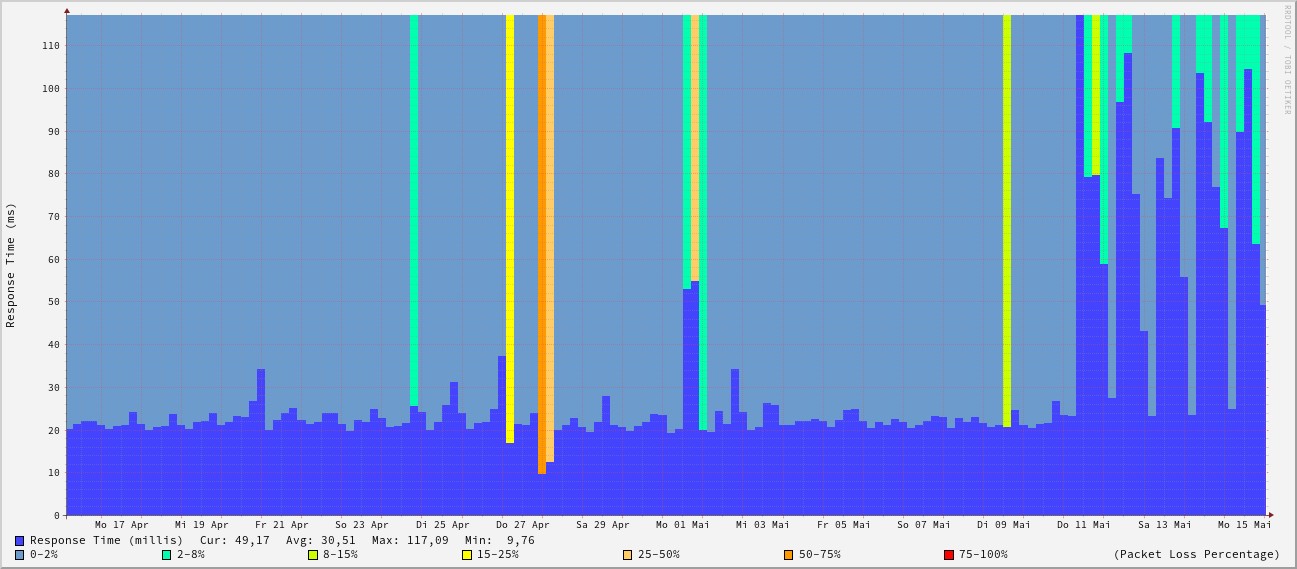 RRDTOOL / TOBI OETIKER
Response Time (ms)
110
100
90
80
70
60
50
40
30
20
10
0
Mo 17 Apr Mi 19 Apr Fr 21 Apr So 23 Apr Di 25 Apr Do 27 Apr Sa 29 Apr Mo 01 Mai Mi 03 Mai Fr 05 Mai So 07 Mai Di 09 Mai Do 11 Mai Sa 13 Mai Mo 15 Mai
Response Time (millis) Cur: 49,17 Avg: 30,51 Max: 117,09 Min: 9,76
0-2% 2-8% 8-15% 15-25% 25-50% 50-75% 75-100% (Packet Loss Percentage)